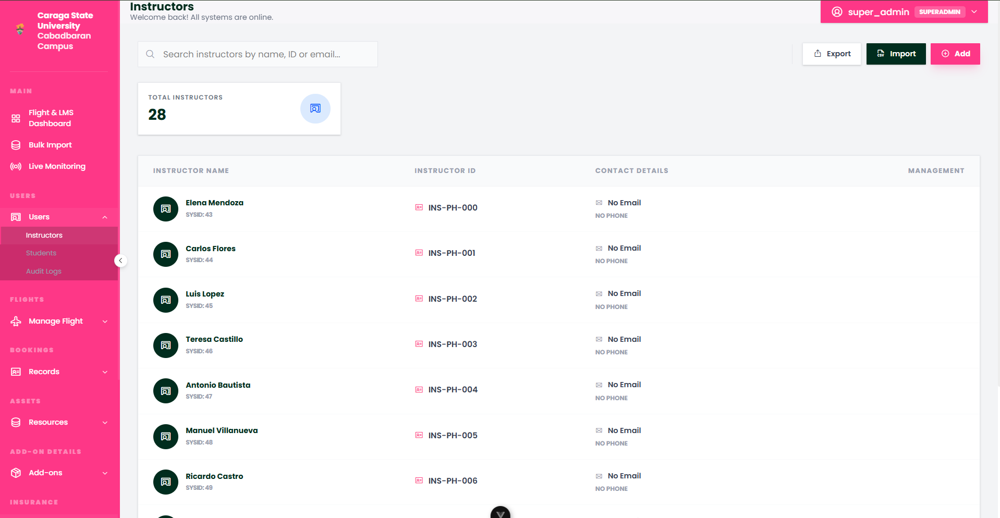 Caraga State
University
Cabadbaran
Campus
MAIN
Flight & LMS
Dashboard
Bulk Import
Live Monitoring
USERS
Users
Instructors
Students
Audit Logs
FLIGHTS
Manage Flight
BOOKINGS
Records
ASSETS
Resources
ADD-ON DETAILS
Add-ons
INSURANCE
Instructors
Welcome back! All systems are online.
super_admin SUPERADMIN
Search instructors by name, ID or email...
Export
CSV Import
Add
TOTAL INSTRUCTORS
28
INSTRUCTOR NAME INSTRUCTOR ID CONTACT DETAILS MANAGEMENT
Elena Mendoza INS-PH-000 No Email
SYSID: 43 NO PHONE
Carlos Flores INS-PH-001 No Email
SYSID: 44 NO PHONE
Luis Lopez INS-PH-002 No Email
SYSID: 45 NO PHONE
Teresa Castillo INS-PH-003 No Email
SYSID: 46 NO PHONE
Antonio Bautista INS-PH-004 No Email
SYSID: 47 NO PHONE
Manuel Villanueva INS-PH-005 No Email
SYSID: 48 NO PHONE
Ricardo Castro INS-PH-006 No Email
SYSID: 49 NO PHONE